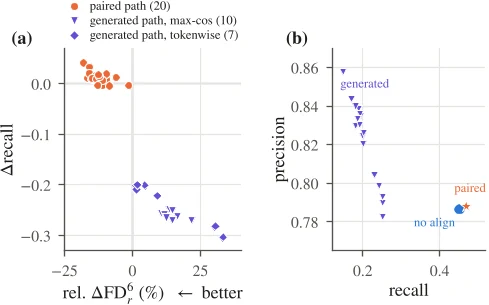 paired path (20)
generated path, max-cos (10)
generated path, tokenwise (7)
(a)
(b)
0.0
−0.1
−0.2
−0.3
Δrecall
−25
0
25
rel. ΔFD⁶ᵣ (%) ← better
0.86
0.84
0.82
0.80
0.78
precision
generated
paired
no align
0.2
0.4
recall